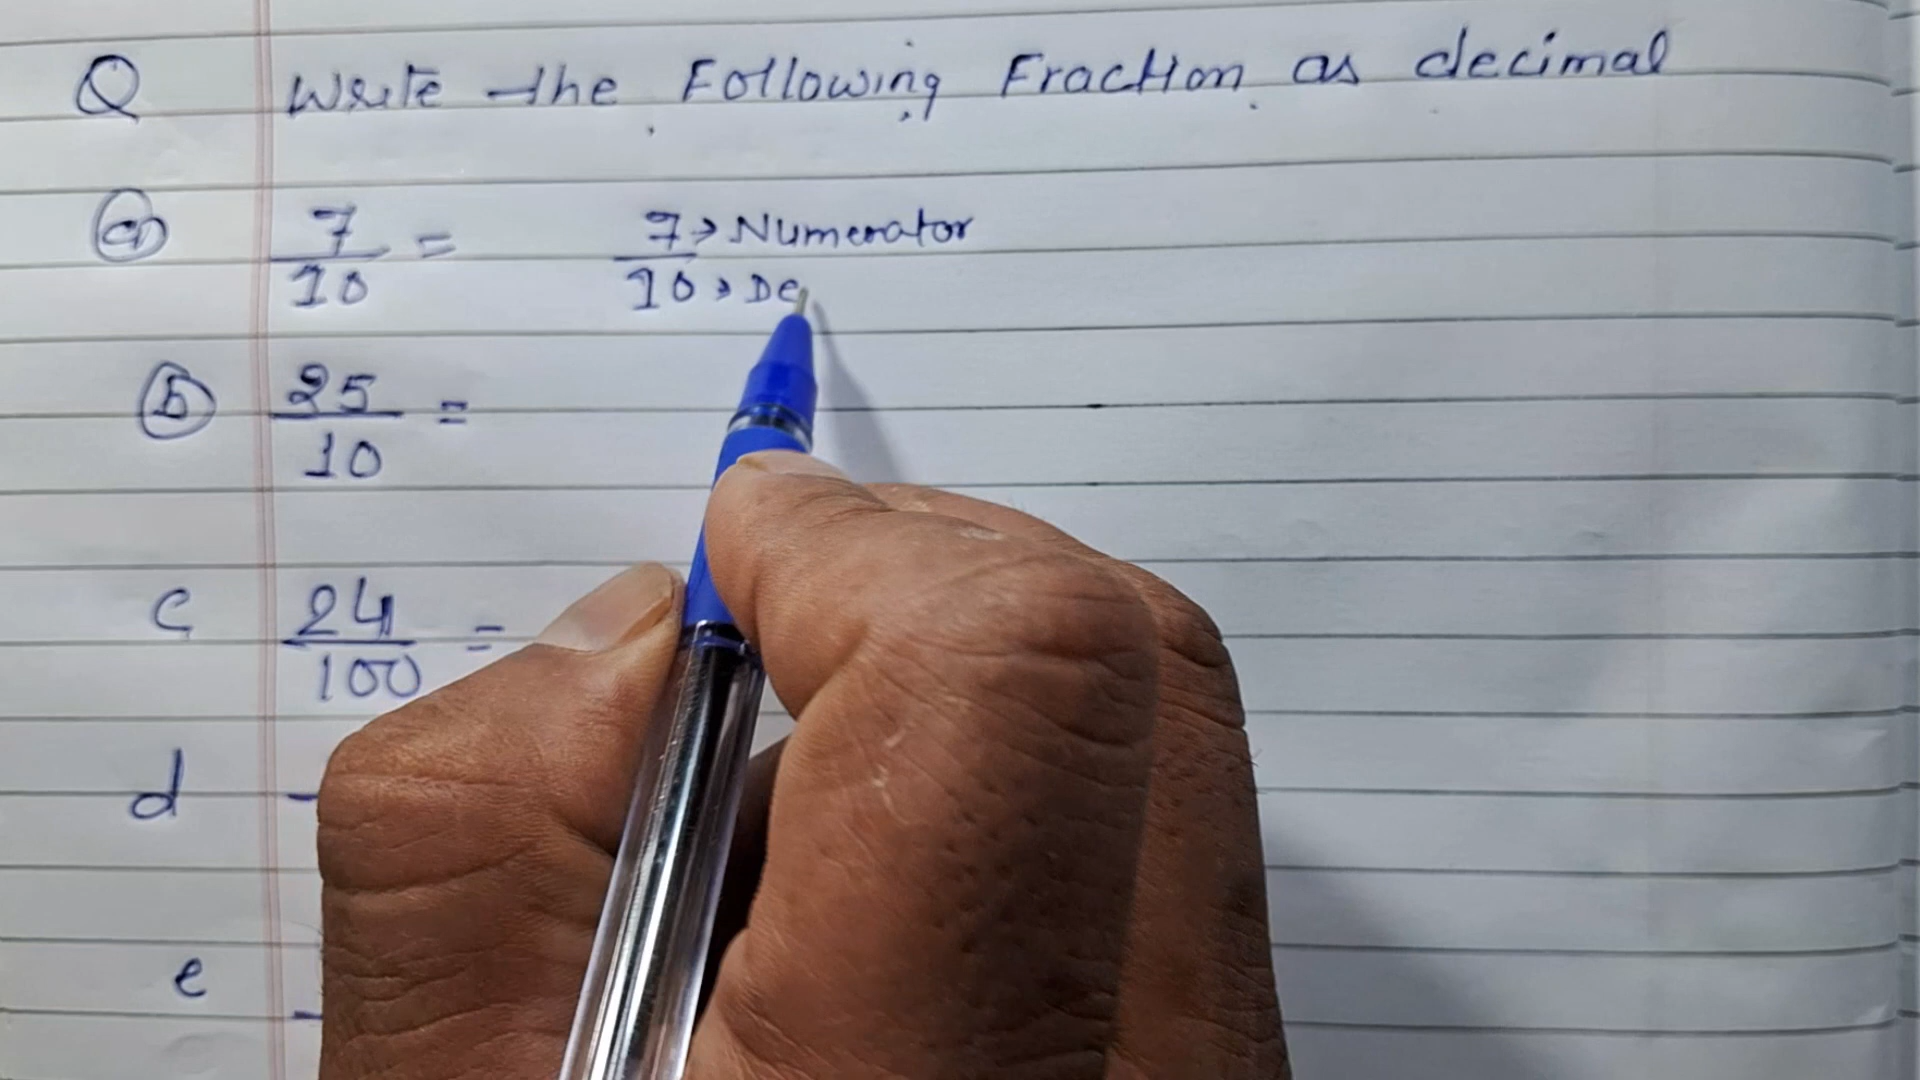 Q Write the Following Fraction as decimal
(a) 7/10 = 7 → Numerator
10 → De
(b) 25/10 =
c 24/100 =
d
e